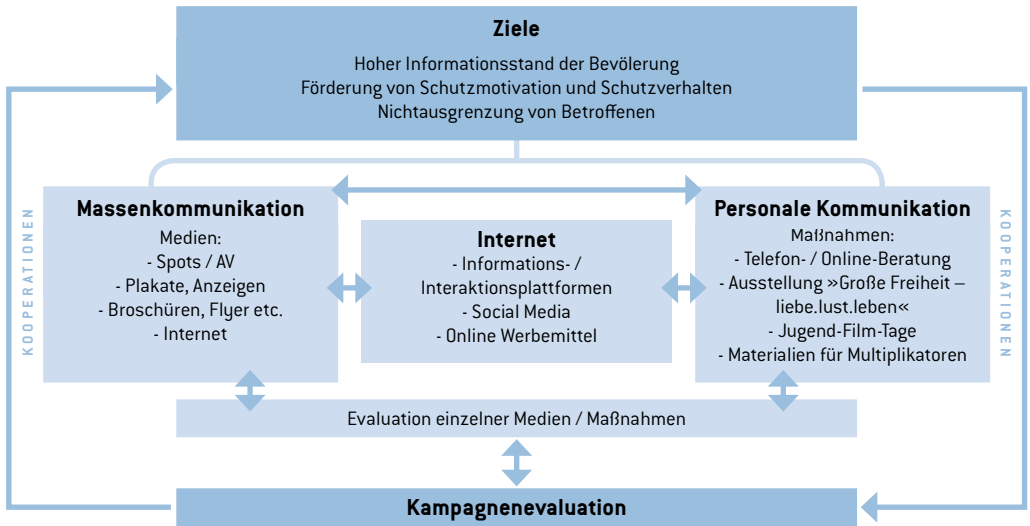 Ziele
Hoher Informationsstand der Bevölerung
Förderung von Schutzmotivation und Schutzverhalten
Nichtausgrenzung von Betroffenen
KOOPERATIONEN
Massenkommunikation
Medien:
- Spots / AV
- Plakate, Anzeigen
- Broschüren, Flyer etc.
- Internet
Internet
- Informations- /
Interaktionsplattformen
- Social Media
- Online Werbemittel
Personale Kommunikation
Maßnahmen:
- Telefon- / Online-Beratung
- Ausstellung »Große Freiheit –
liebe.lust.leben«
- Jugend-Film-Tage
- Materialien für Multiplikatoren
KOOPERATIONEN
Evaluation einzelner Medien / Maßnahmen
Kampagnenevaluation